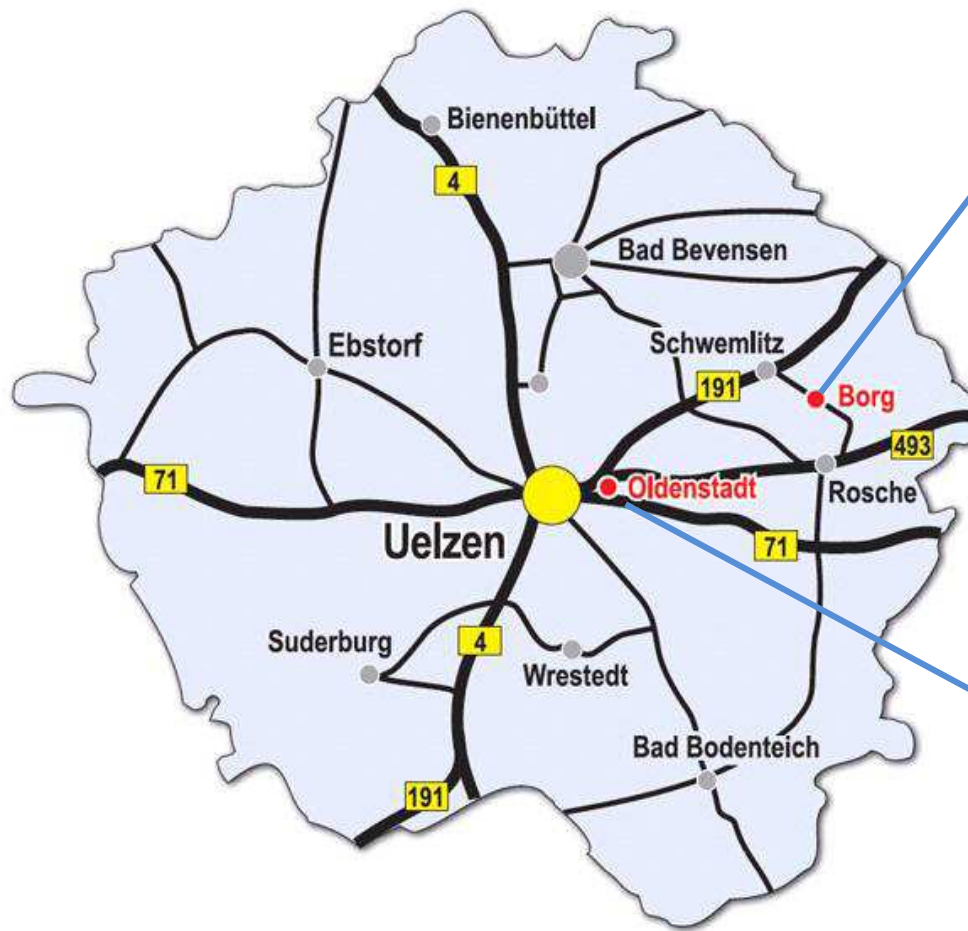 Bienenbüttel
4
Bad Bevensen
Ebstorf
Schwemlitz
191
Borg
493
71
Oldenstadt
Rosche
Uelzen
71
Suderburg
4
Wrestedt
Bad Bodenteich
191